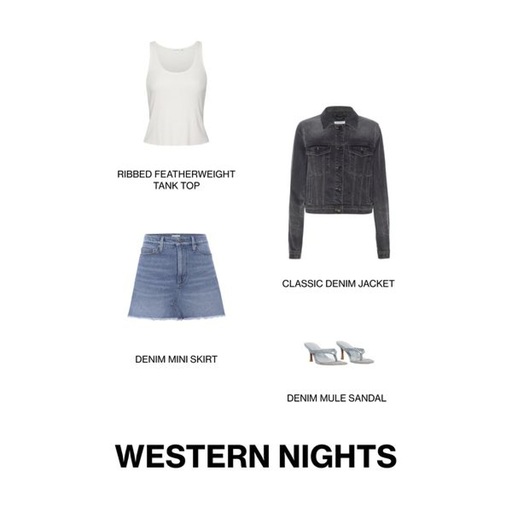 RIBBED FEATHERWEIGHT
TANK TOP
CLASSIC DENIM JACKET
DENIM MINI SKIRT
DENIM MULE SANDAL
WESTERN NIGHTS